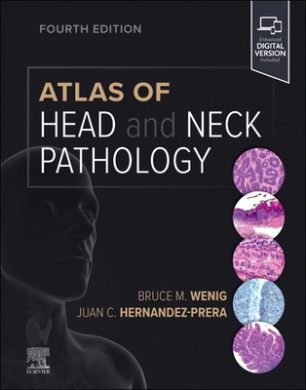 FOURTH EDITION
Enhanced
DIGITAL
VERSION
Included
ATLAS OF
HEAD and NECK
PATHOLOGY
BRUCE M. WENIG
JUAN C. HERNANDEZ-PRERA
ELSEVIER